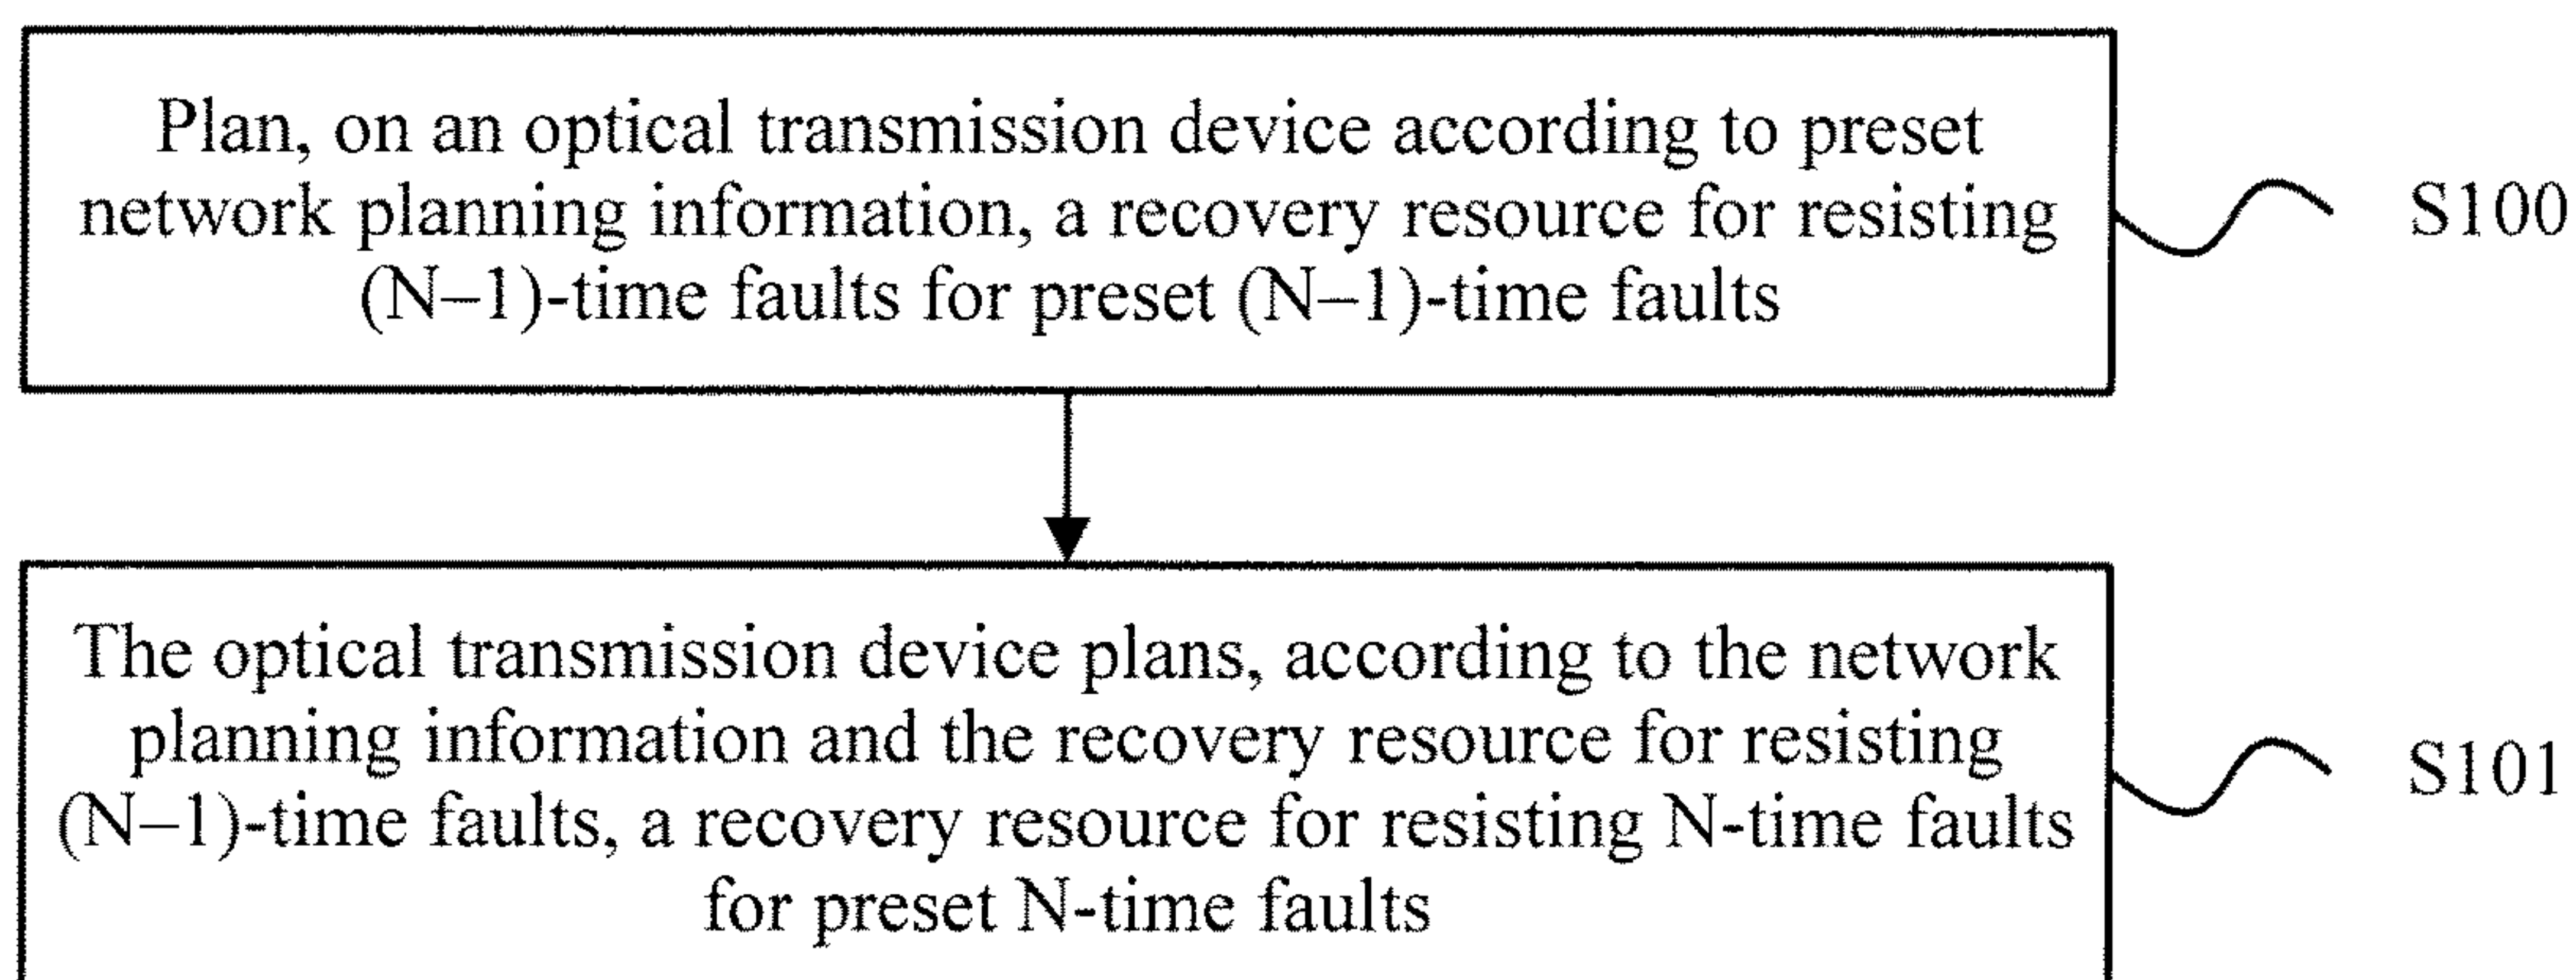 Plan, on an optical transmission device according to preset
network planning information, a recovery resource for resisting
(N–1)-time faults for preset (N–1)-time faults
S100
The optical transmission device plans, according to the network
planning information and the recovery resource for resisting
(N–1)-time faults, a recovery resource for resisting N-time faults
for preset N-time faults
S101